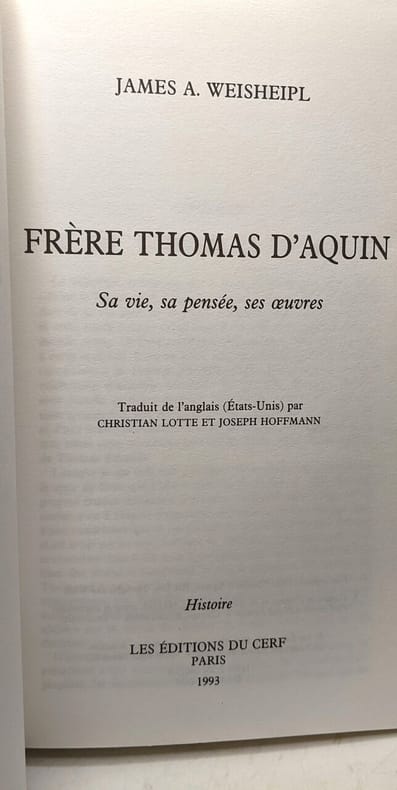 JAMES A. WEISHEIPL
FRÈRE THOMAS D'AQUIN
Sa vie, sa pensée, ses œuvres
Traduit de l'anglais (États-Unis) par
CHRISTIAN LOTTE ET JOSEPH HOFFMANN
Histoire
LES ÉDITIONS DU CERF
PARIS
1993